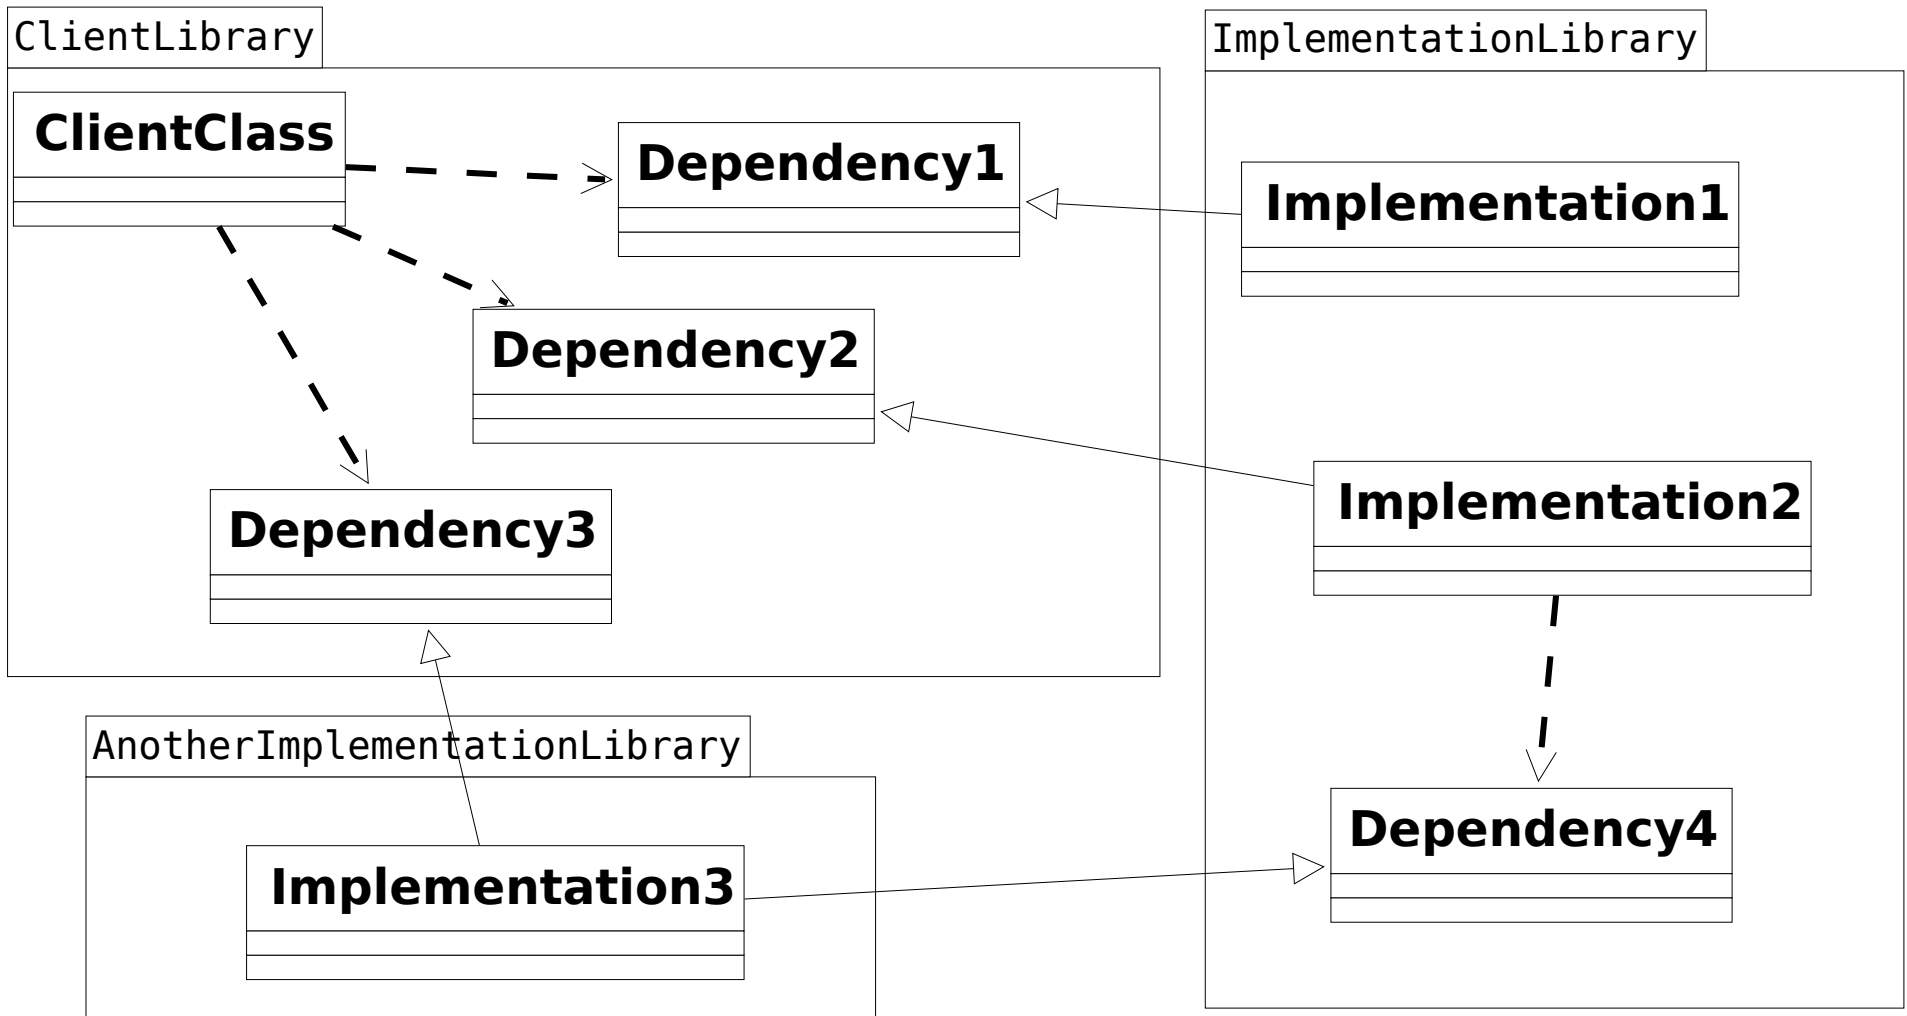 ClientLibrary
ClientClass
Dependency1
Dependency2
Dependency3
ImplementationLibrary
Implementation1
Implementation2
Dependency4
AnotherImplementationLibrary
Implementation3